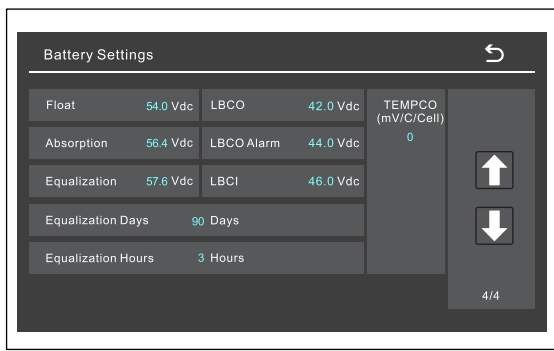 Battery Settings
Float 54.0 Vdc LBCO 42.0 Vdc TEMPCO
(mV/C/Cell)
Absorption 56.4 Vdc LBCO Alarm 44.0 Vdc 0
Equalization 57.6 Vdc LBCI 46.0 Vdc
Equalization Days 90 Days
Equalization Hours 3 Hours
4/4